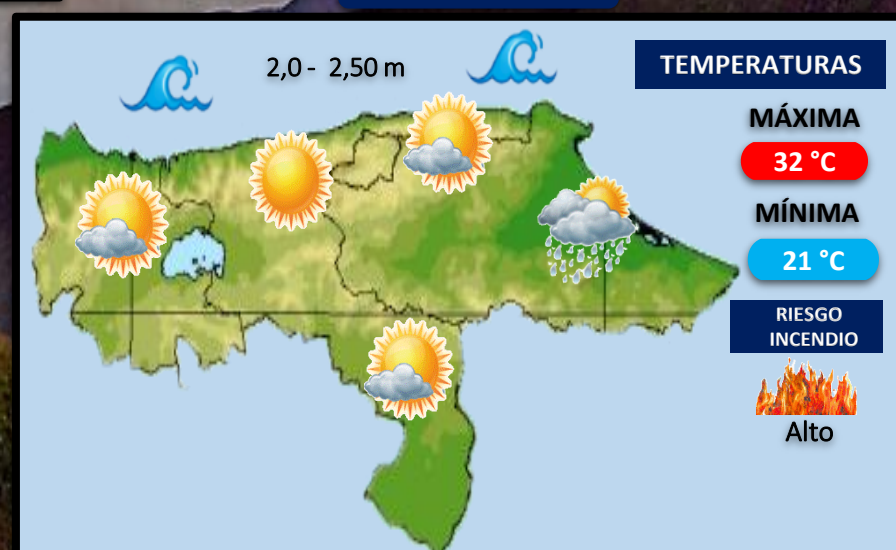 2,0 - 2,50 m
TEMPERATURAS
MÁXIMA
32 °C
MÍNIMA
21 °C
RIESGO
INCENDIO
Alto